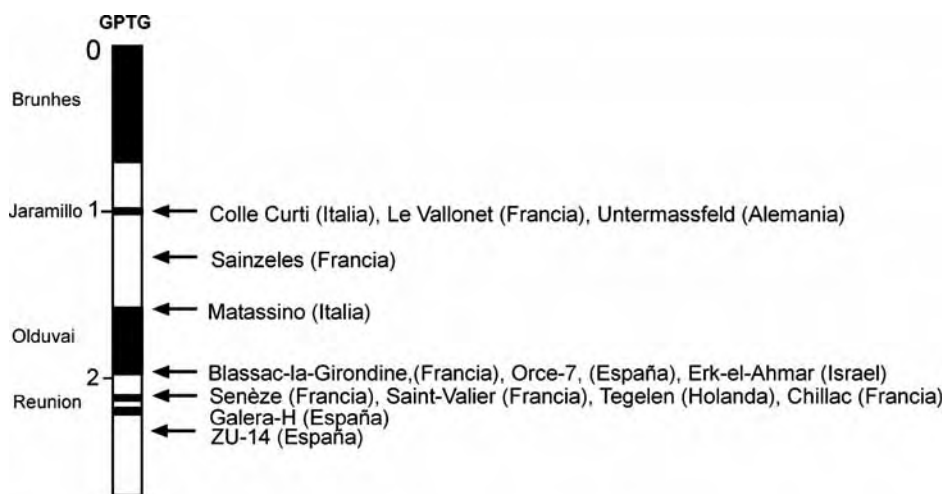 GPTG
0
Brunhes
Jaramillo 1
Colle Curti (Italia), Le Vallonet (Francia), Untermassfeld (Alemania)
Sainzeles (Francia)
Matassino (Italia)
Olduvai
2
Blassac-la-Girondine,(Francia), Orce-7, (España), Erk-el-Ahmar (Israel)
Reunion
Senèze (Francia), Saint-Valier (Francia), Tegelen (Holanda), Chillac (Francia)
Galera-H (España)
ZU-14 (España)